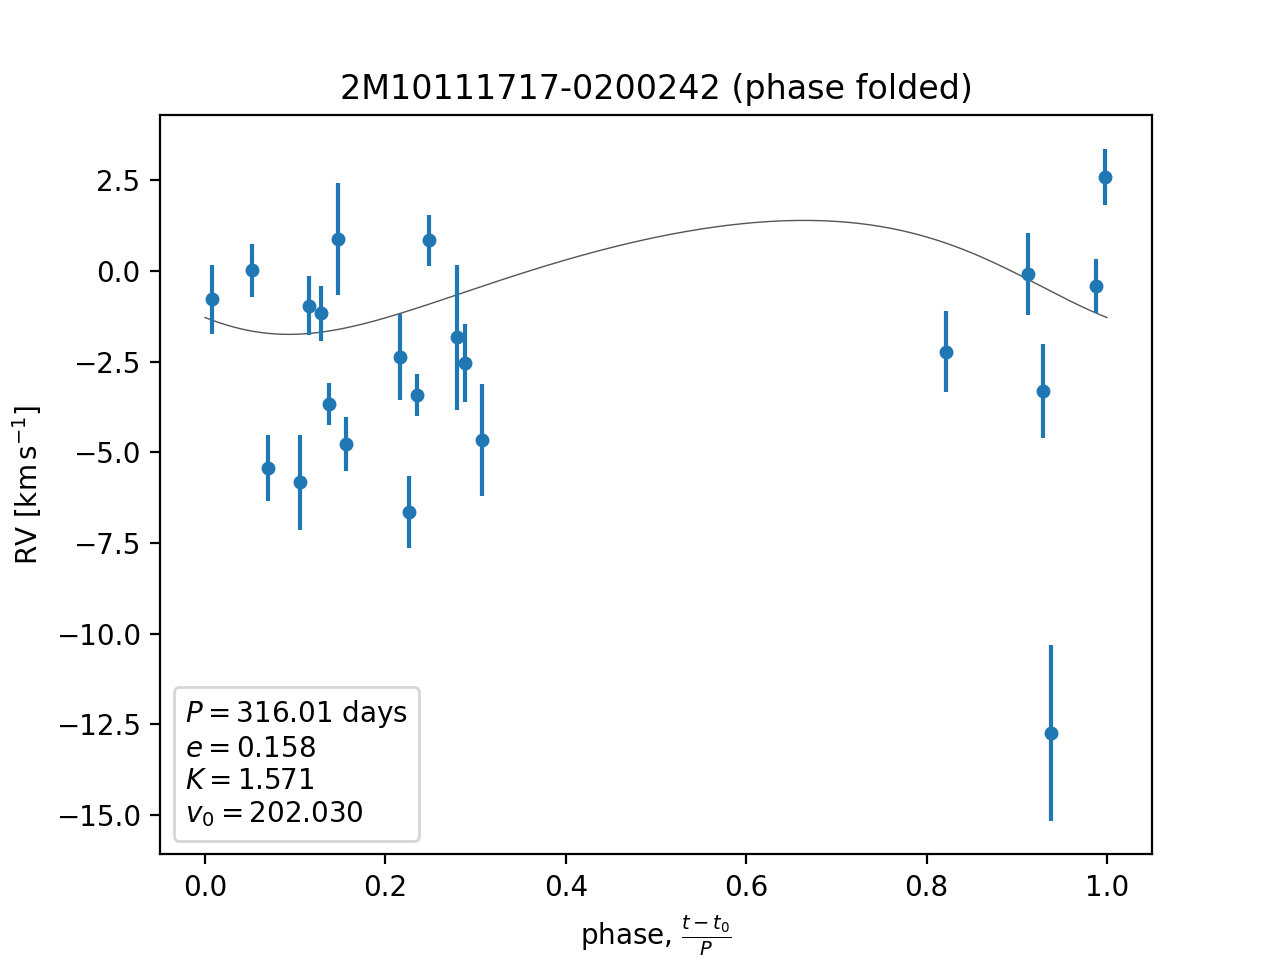 2M10111717-0200242 (phase folded)
RV [km s⁻¹]
2.5
0.0
−2.5
−5.0
−7.5
−10.0
−12.5
−15.0
P = 316.01 days
e = 0.158
K = 1.571
v₀ = 202.030
0.0 0.2 0.4 0.6 0.8 1.0
phase, (t − t₀)/P